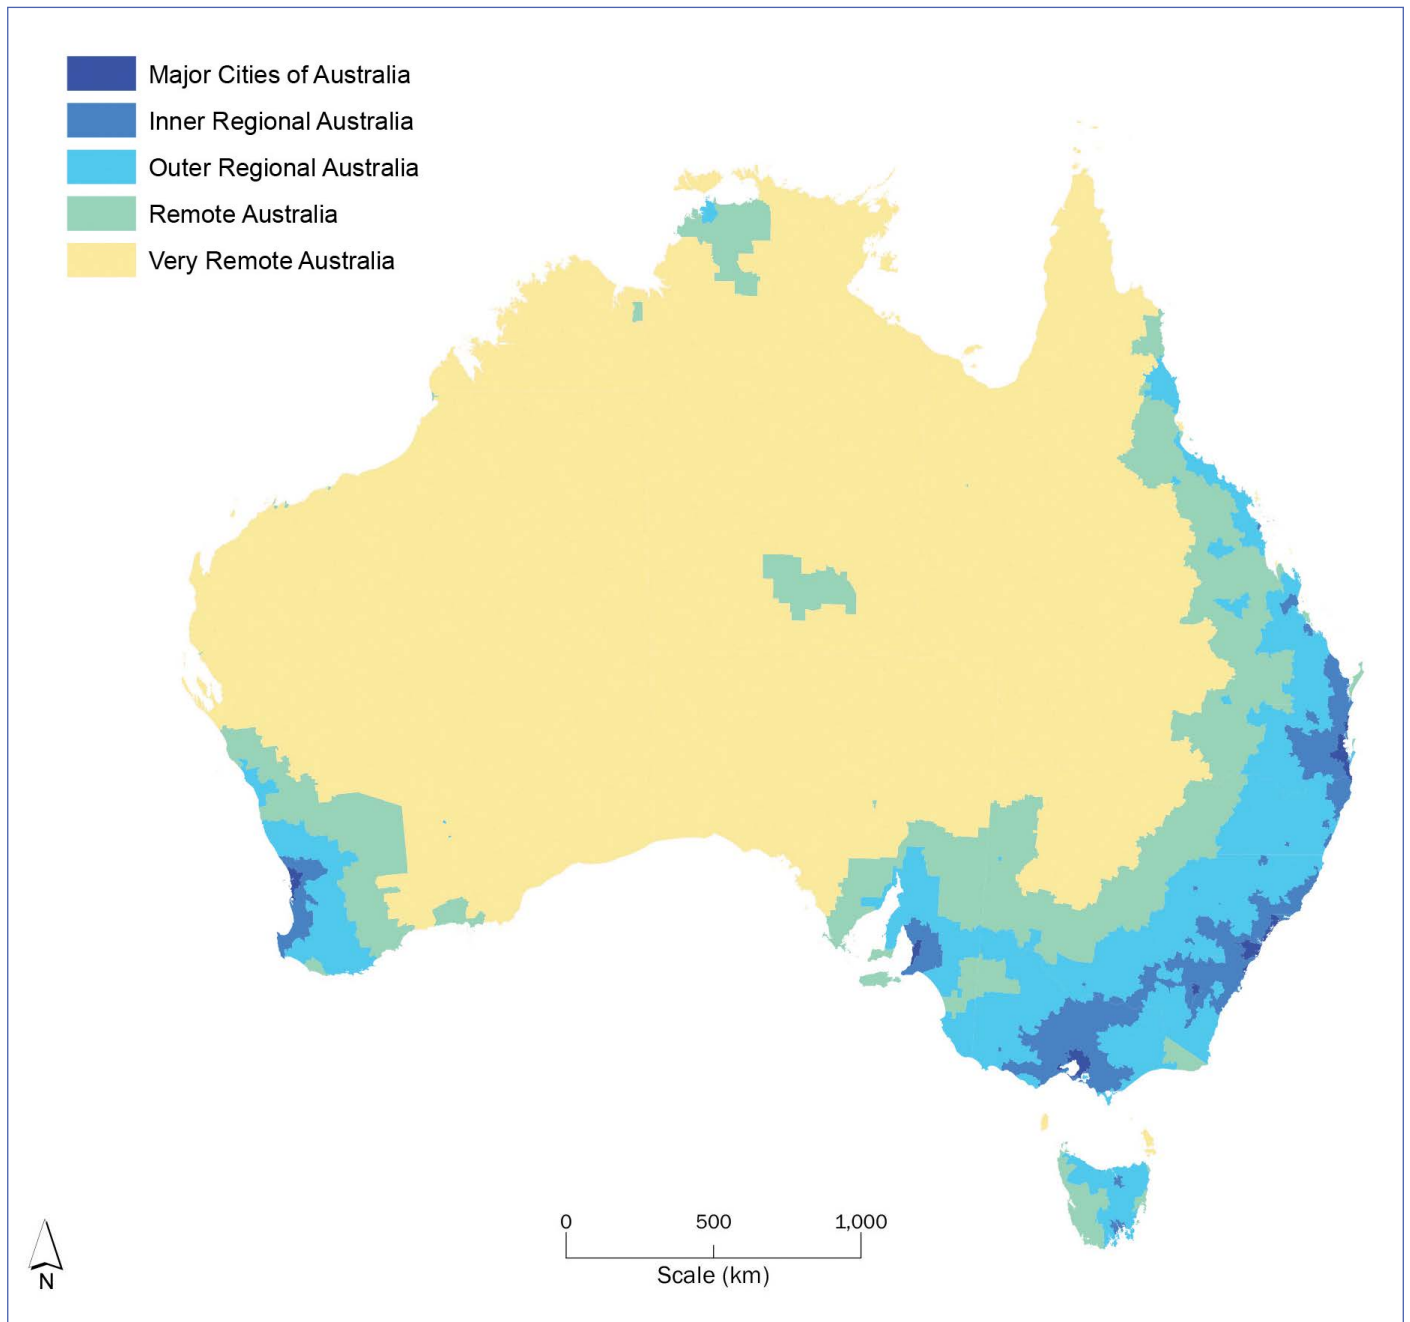 Major Cities of Australia
Inner Regional Australia
Outer Regional Australia
Remote Australia
Very Remote Australia
0 500 1,000
Scale (km)
N